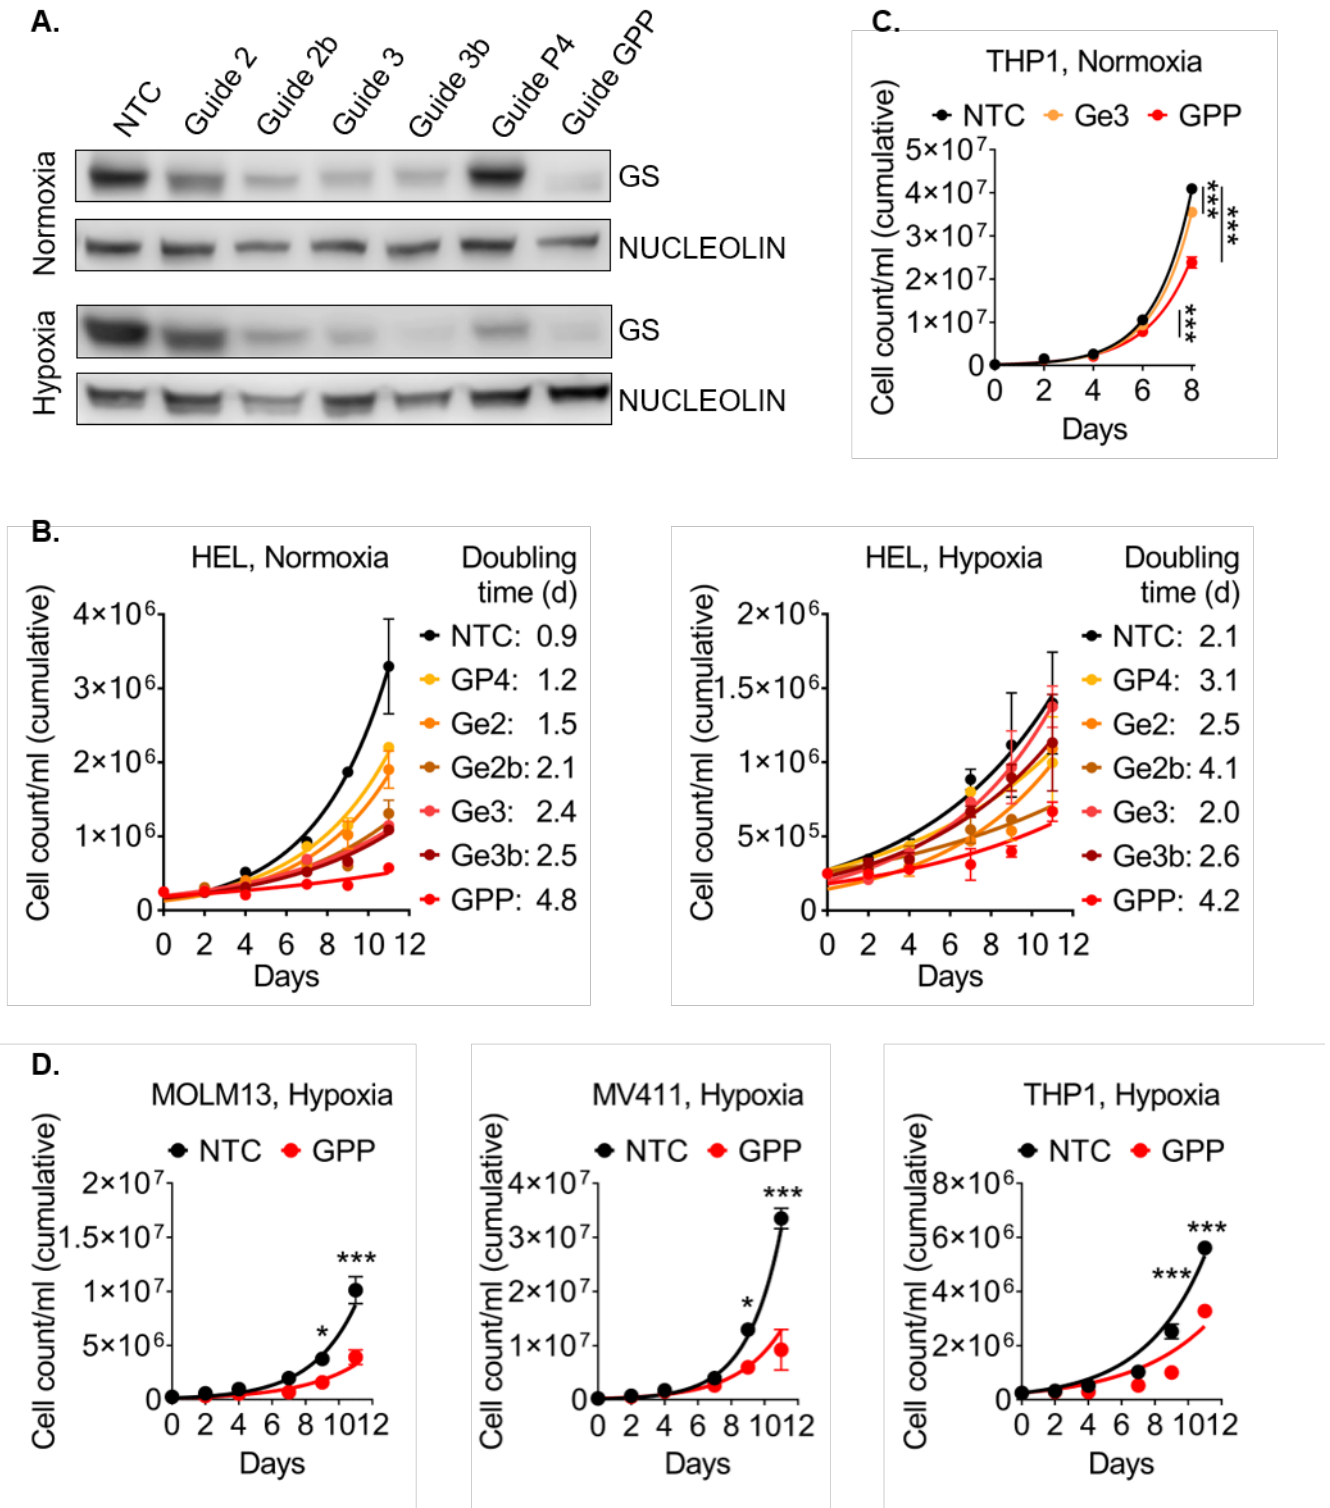 A.
NTC
Guide 2
Guide 2b
Guide 3
Guide 3b
Guide P4
Guide GPP
Normoxia
GS
NUCLEOLIN
Hypoxia
GS
NUCLEOLIN
C.
THP1, Normoxia
NTC Ge3 GPP
Cell count/ml (cumulative)
5×10⁷
4×10⁷
3×10⁷
2×10⁷
1×10⁷
0
***
***
***
0 2 4 6 8
Days
B.
HEL, Normoxia
Doubling
time (d)
Cell count/ml (cumulative)
4×10⁶
3×10⁶
2×10⁶
1×10⁶
0
NTC: 0.9
GP4: 1.2
Ge2: 1.5
Ge2b: 2.1
Ge3: 2.4
Ge3b: 2.5
GPP: 4.8
0 2 4 6 8 10 12
Days
HEL, Hypoxia
Doubling
time (d)
Cell count/ml (cumulative)
2×10⁶
1.5×10⁶
1×10⁶
5×10⁵
0
NTC: 2.1
GP4: 3.1
Ge2: 2.5
Ge2b: 4.1
Ge3: 2.0
Ge3b: 2.6
GPP: 4.2
0 2 4 6 8 10 12
Days
D.
MOLM13, Hypoxia
NTC GPP
Cell count/ml (cumulative)
2×10⁷
1.5×10⁷
1×10⁷
5×10⁶
0
*
***
0 2 4 6 8 10 12
Days
MV411, Hypoxia
NTC GPP
Cell count/ml (cumulative)
4×10⁷
3×10⁷
2×10⁷
1×10⁷
0
*
***
0 2 4 6 8 10 12
Days
THP1, Hypoxia
NTC GPP
Cell count/ml (cumulative)
8×10⁶
6×10⁶
4×10⁶
2×10⁶
0
***
***
0 2 4 6 8 10 12
Days